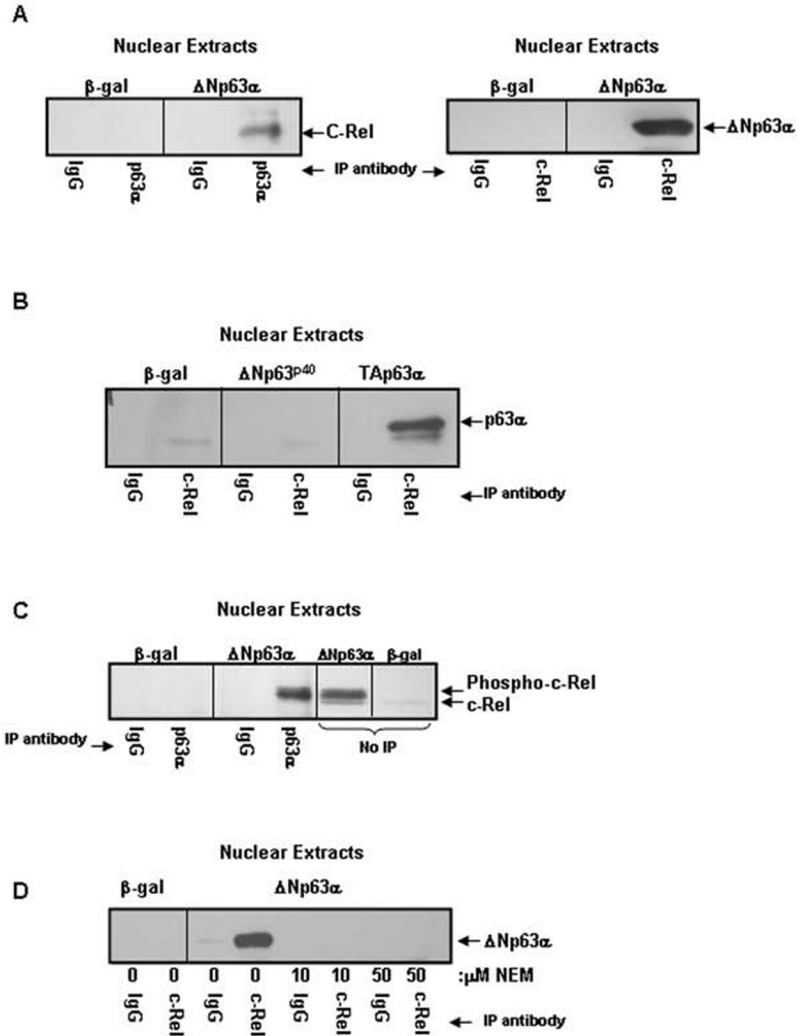 A
Nuclear Extracts
Nuclear Extracts
β-gal ΔNp63α
β-gal ΔNp63α
C-Rel
ΔNp63α
IgG p63α IgG p63α
IP antibody
IgG c-Rel IgG c-Rel
B
Nuclear Extracts
β-gal ΔNp63p40 TAp63α
p63α
IgG c-Rel IgG c-Rel IgG c-Rel
IP antibody
C
Nuclear Extracts
β-gal ΔNp63α ΔNp63α β-gal
Phospho-c-Rel
c-Rel
IP antibody
IgG p63α IgG p63α
No IP
D
Nuclear Extracts
β-gal ΔNp63α
ΔNp63α
0 0 0 0 10 10 50 50 :μM NEM
IgG c-Rel IgG c-Rel IgG c-Rel IgG c-Rel
IP antibody